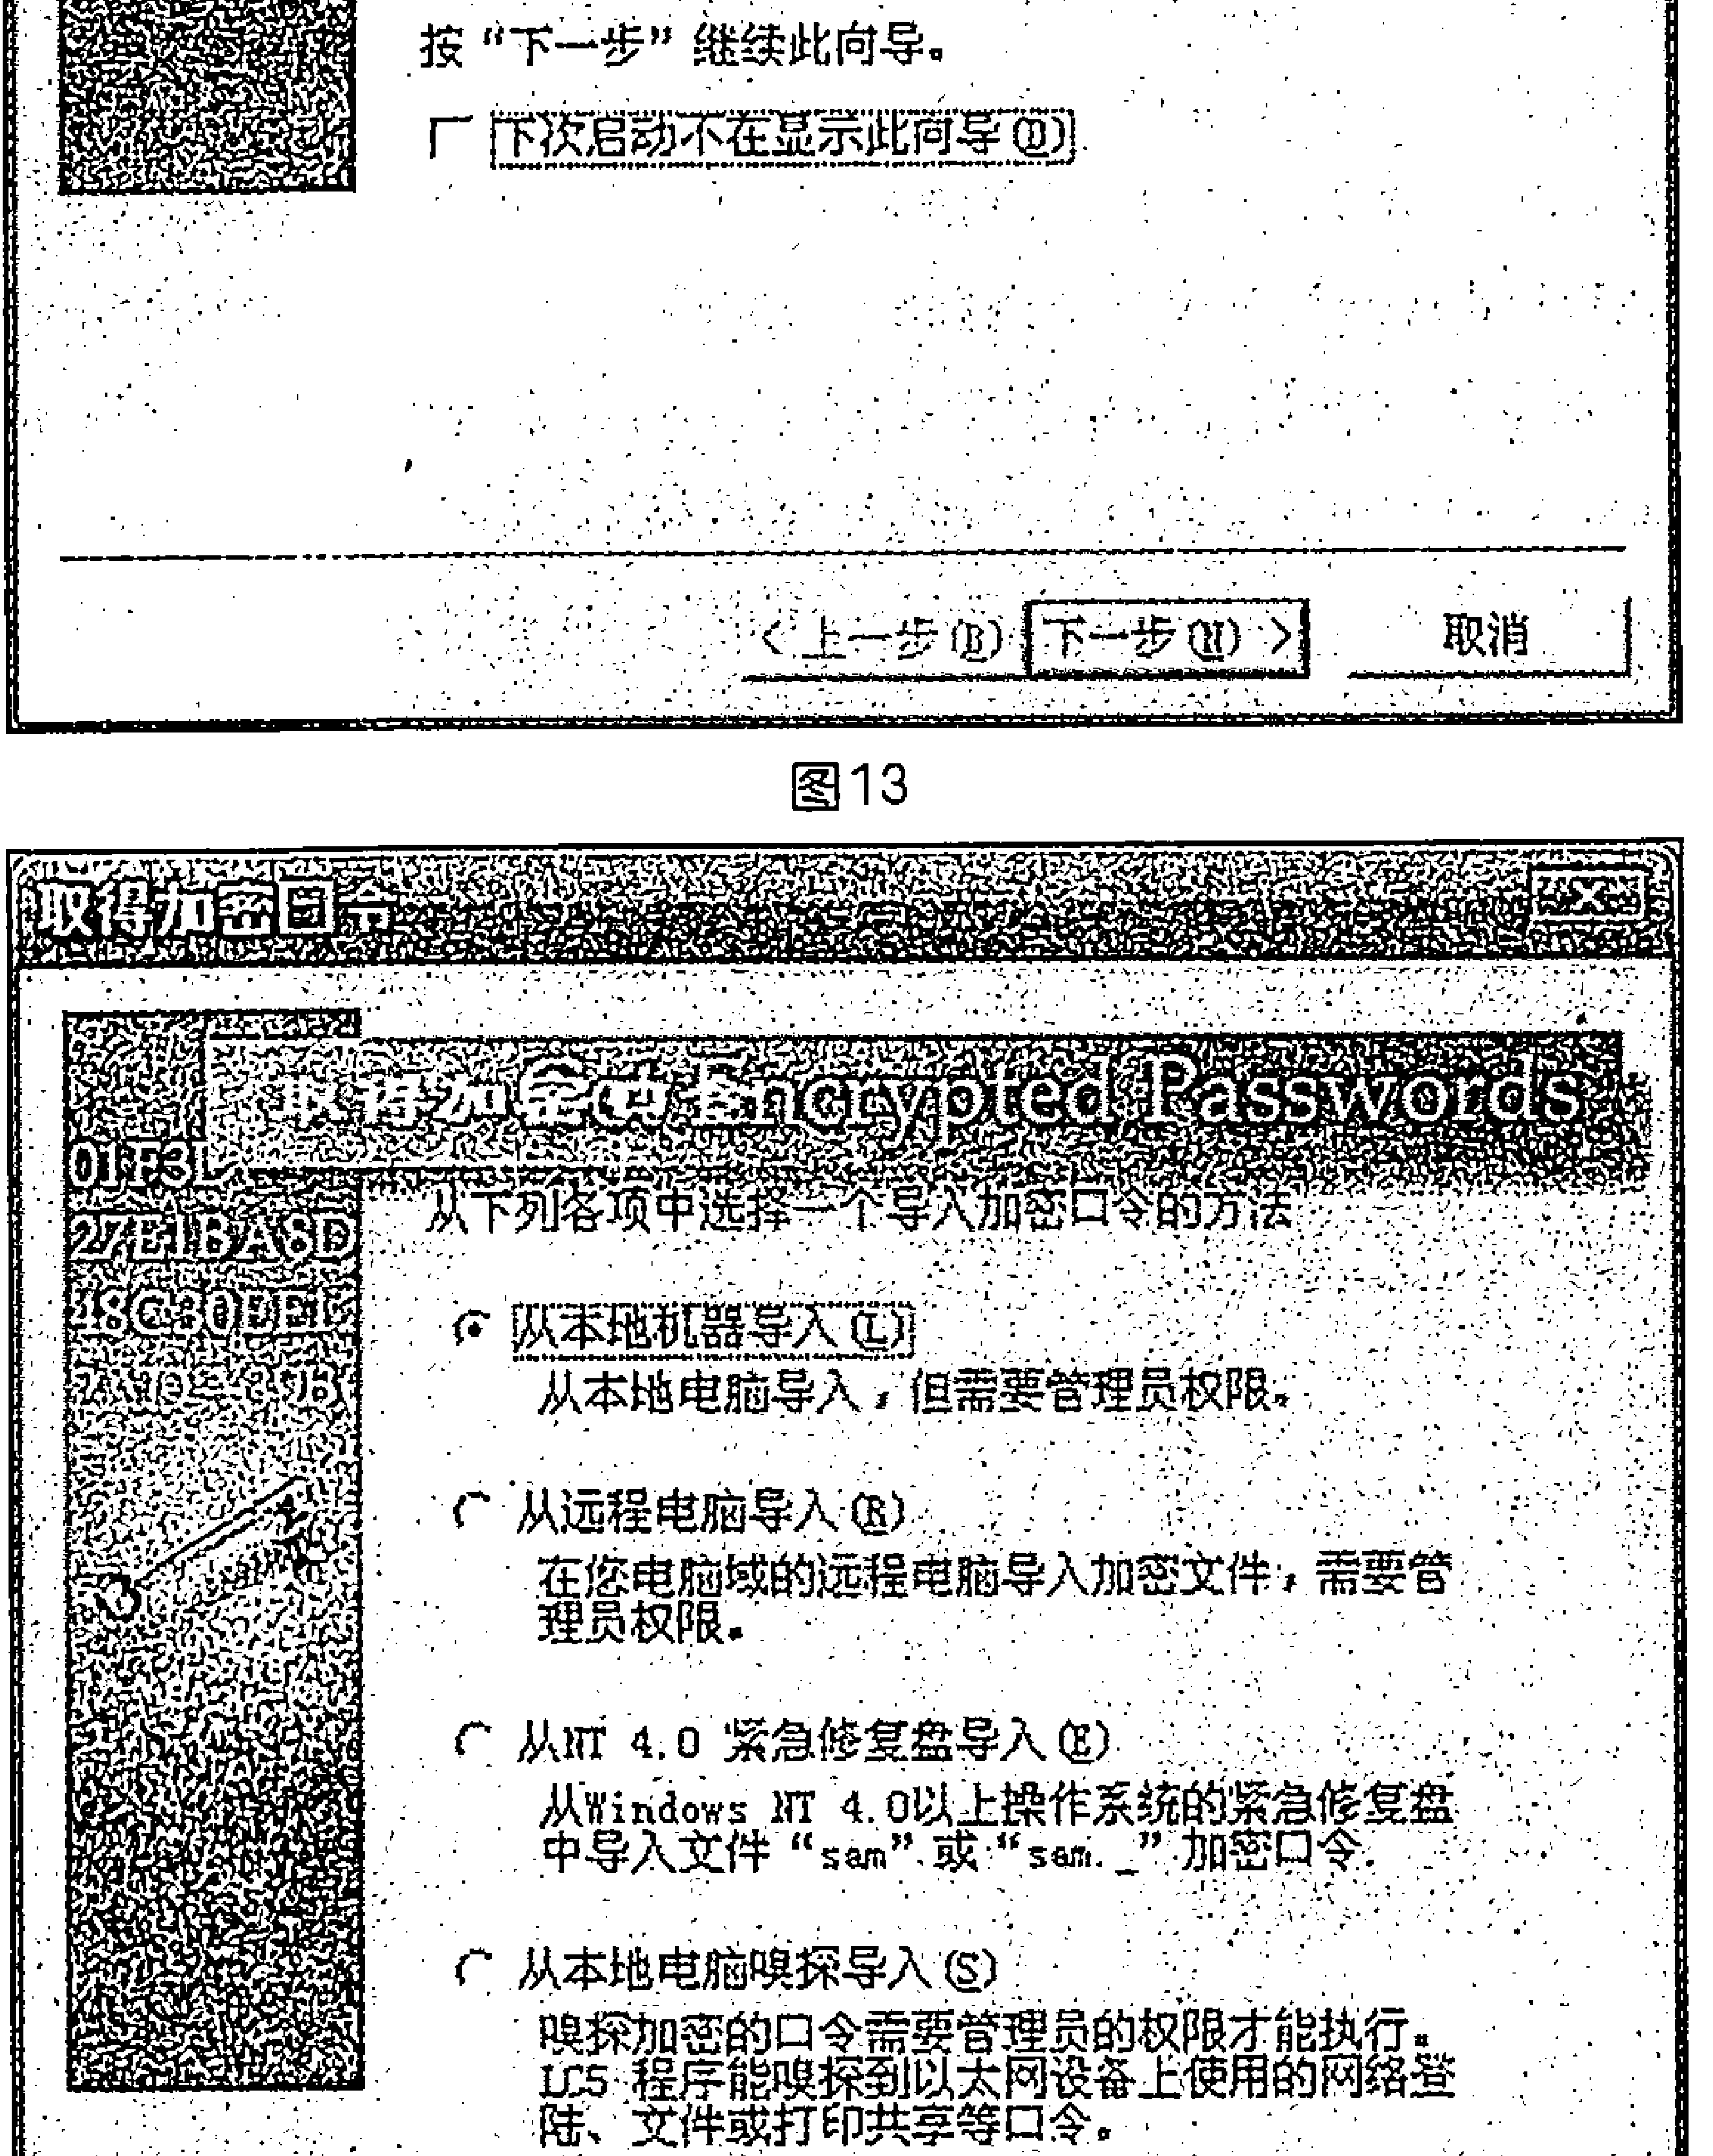 按“下一步”继续此向导。
下次启动不在显示此向导(D)
< 上一步(B) 下一步(N) > 取消
图13
取得加密口令
取得加密 Encrypted Passwords
01F3
27E1BA8D
从下列各项中选择一个导入加密口令的方法
从本地机器导入(L)
从本地电脑导入，但需要管理员权限。
从远程电脑导入(R)
在您电脑域的远程电脑导入加密文件，需要管
理员权限。
从NT 4.0 紧急修复盘导入(E)
从Windows NT 4.0以上操作系统的紧急修复盘
中导入文件“sam”或“sam._”加密口令.
从本地电脑嗅探导入(S)
嗅探加密的口令需要管理员的权限才能执行。
LC5 程序能嗅探到以太网设备上使用的网络登
陆、文件或打印共享等口令。